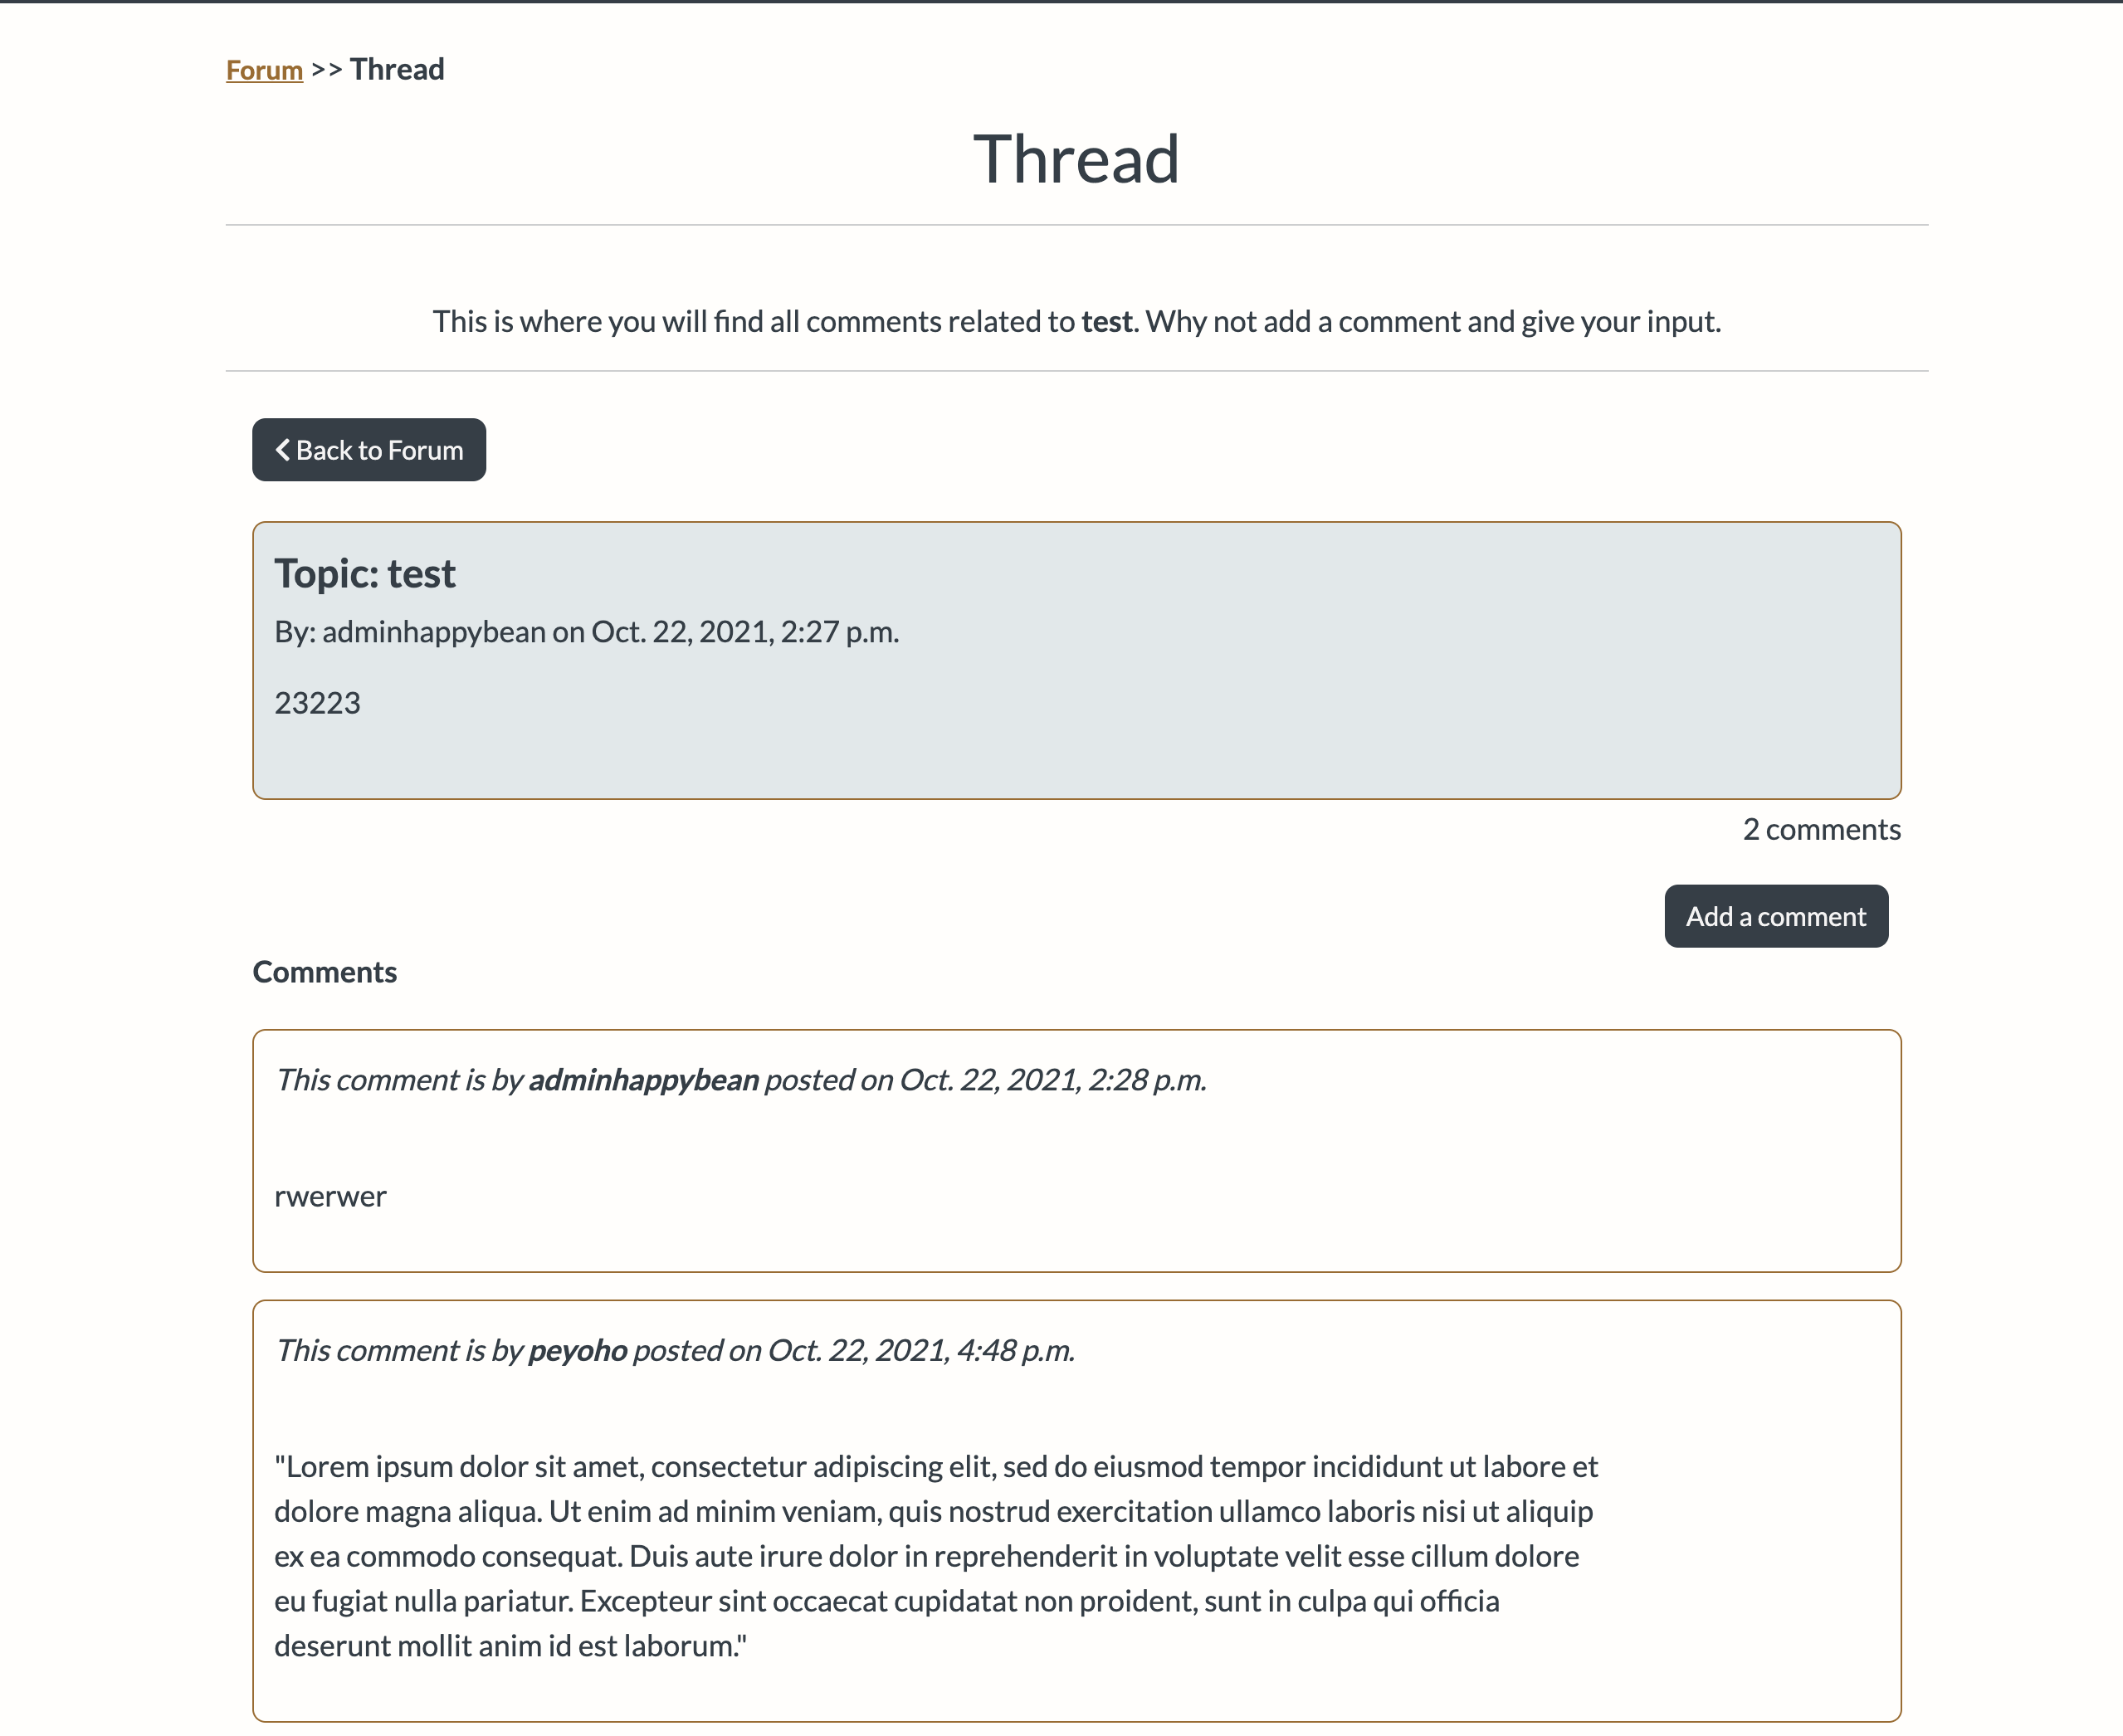 Forum >> Thread
Thread
This is where you will find all comments related to test. Why not add a comment and give your input.
Back to Forum
Topic: test
By: adminhappybean on Oct. 22, 2021, 2:27 p.m.
23223
2 comments
Add a comment
Comments
This comment is by adminhappybean posted on Oct. 22, 2021, 2:28 p.m.
rwerwer
This comment is by peyoho posted on Oct. 22, 2021, 4:48 p.m.
"Lorem ipsum dolor sit amet, consectetur adipiscing elit, sed do eiusmod tempor incididunt ut labore et
dolore magna aliqua. Ut enim ad minim veniam, quis nostrud exercitation ullamco laboris nisi ut aliquip
ex ea commodo consequat. Duis aute irure dolor in reprehenderit in voluptate velit esse cillum dolore
eu fugiat nulla pariatur. Excepteur sint occaecat cupidatat non proident, sunt in culpa qui officia
deserunt mollit anim id est laborum."